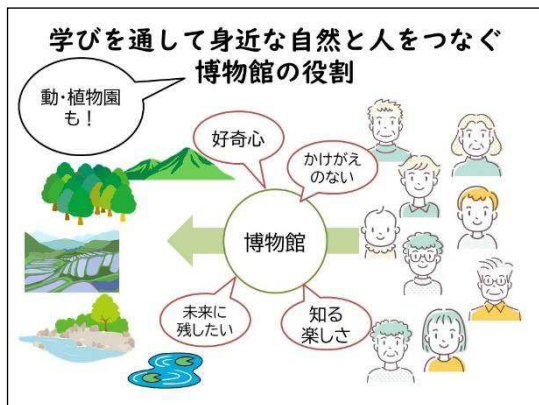 学びを通して身近な自然と人をつなぐ
博物館の役割
動・植物園
も！
好奇心
かけがえ
のない
博物館
未来に
残したい
知る
楽しさ